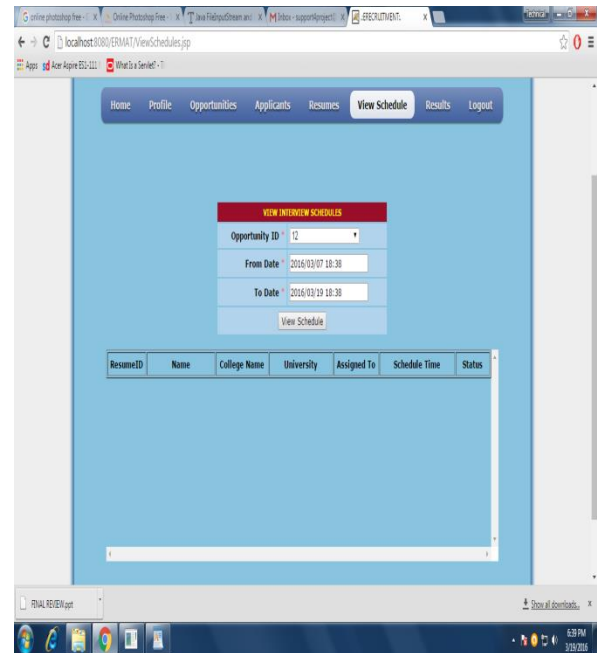 online photoshop free - G
Online Photoshop Free -
Java FileInputStream and
Inbox - support4project
.:ERECRUITMENT:.
Technical
localhost:8080/ERMAT/ViewSchedules.jsp
Apps
Acer Aspire ES1-111
What Is a Servlet? - T
Home Profile Opportunities Applicants Resumes View Schedule Results Logout
VIEW INTERVIEW SCHEDULES
Opportunity ID * 12
From Date * 2016/03/07 18:38
To Date * 2016/03/19 18:38
View Schedule
ResumeID Name College Name University Assigned To Schedule Time Status
FINAL REVIEW.ppt
Show all downloads...
6:39 PM
3/19/2016